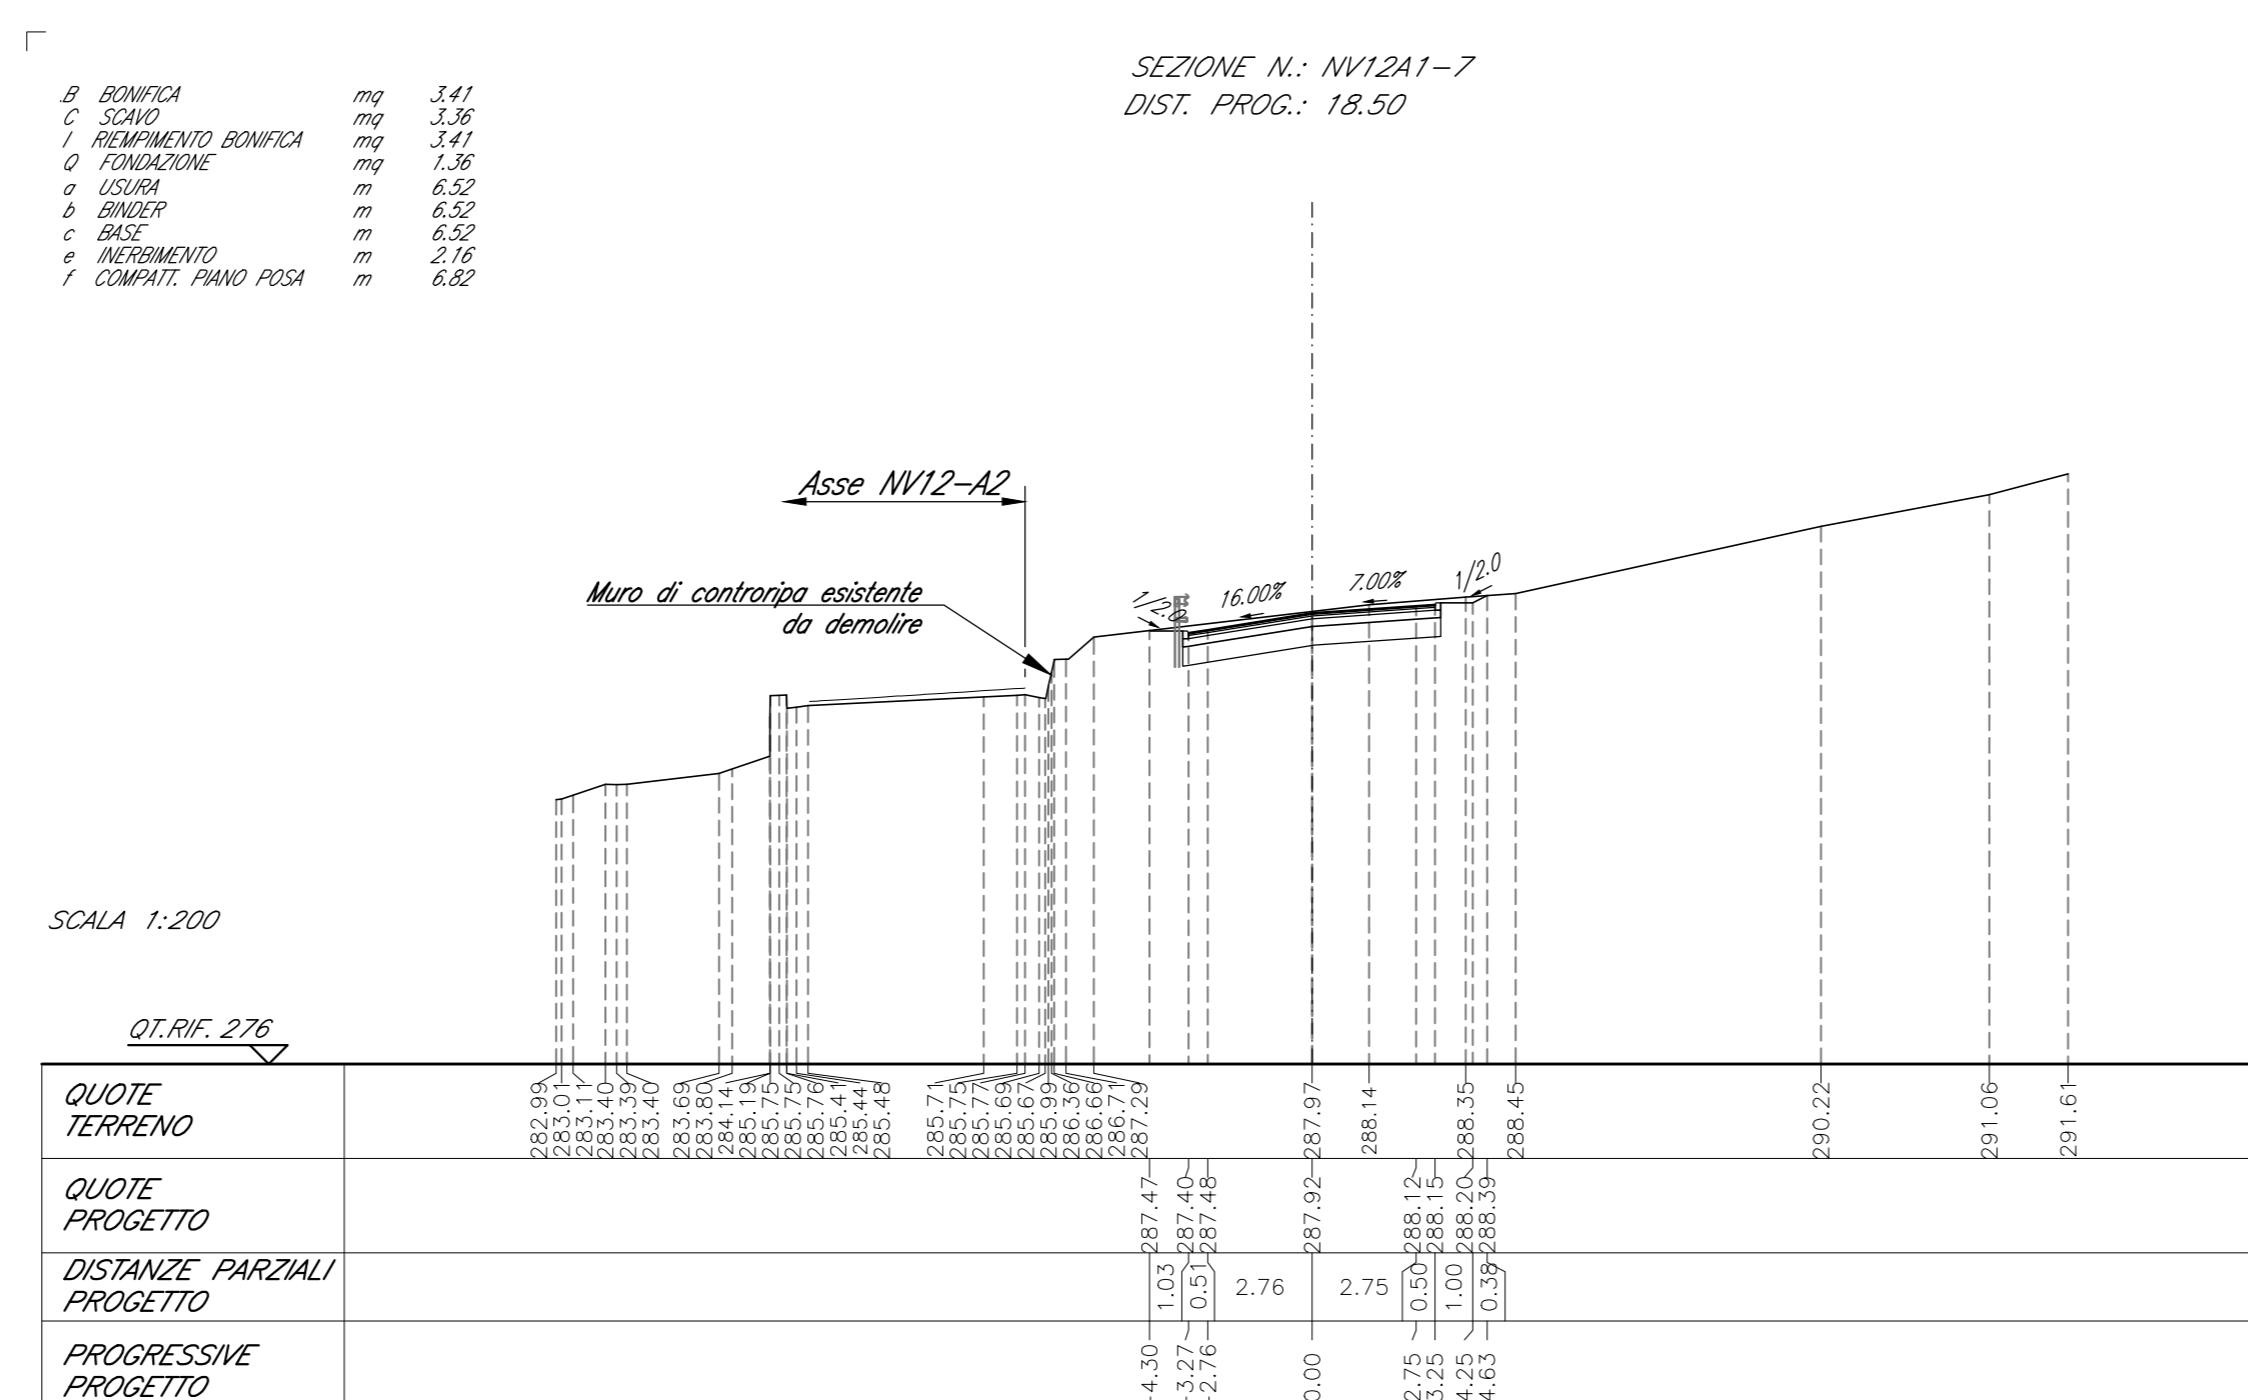 SEZIONE N.: NV12A1-7
DIST. PROG.: 18.50
.B BONIFICA mq 3.41
C SCAVO mq 3.36
I RIEMPIMENTO BONIFICA mq 3.41
Q FONDAZIONE mq 1.36
a USURA m 6.52
b BINDER m 6.52
c BASE m 6.52
e INERBIMENTO m 2.16
f COMPATT. PIANO POSA m 6.82
Asse NV12-A2
Muro di controripa esistente
da demolire
1/2.0
16.00%
7.00%
1/2.0
SCALA 1:200
QT.RIF. 276
QUOTE
TERRENO
282.99 283.01 283.11 283.40 283.39 283.40 283.69 283.80 284.14 285.19 285.75 285.75 285.76 285.41 285.44 285.48 285.71 285.75 285.77 285.69 285.67 285.99 286.36 286.66 286.71 287.29 287.97 288.14 288.35 288.45 290.22 291.06 291.61
QUOTE
PROGETTO
287.47 287.40 287.48 287.92 288.12 288.15 288.20 288.39
DISTANZE PARZIALI
PROGETTO
1.03 0.51 2.76 2.75 0.50 1.00 0.38
PROGRESSIVE
PROGETTO
-4.30 -3.27 -2.76 0.00 2.75 3.25 4.25 4.63